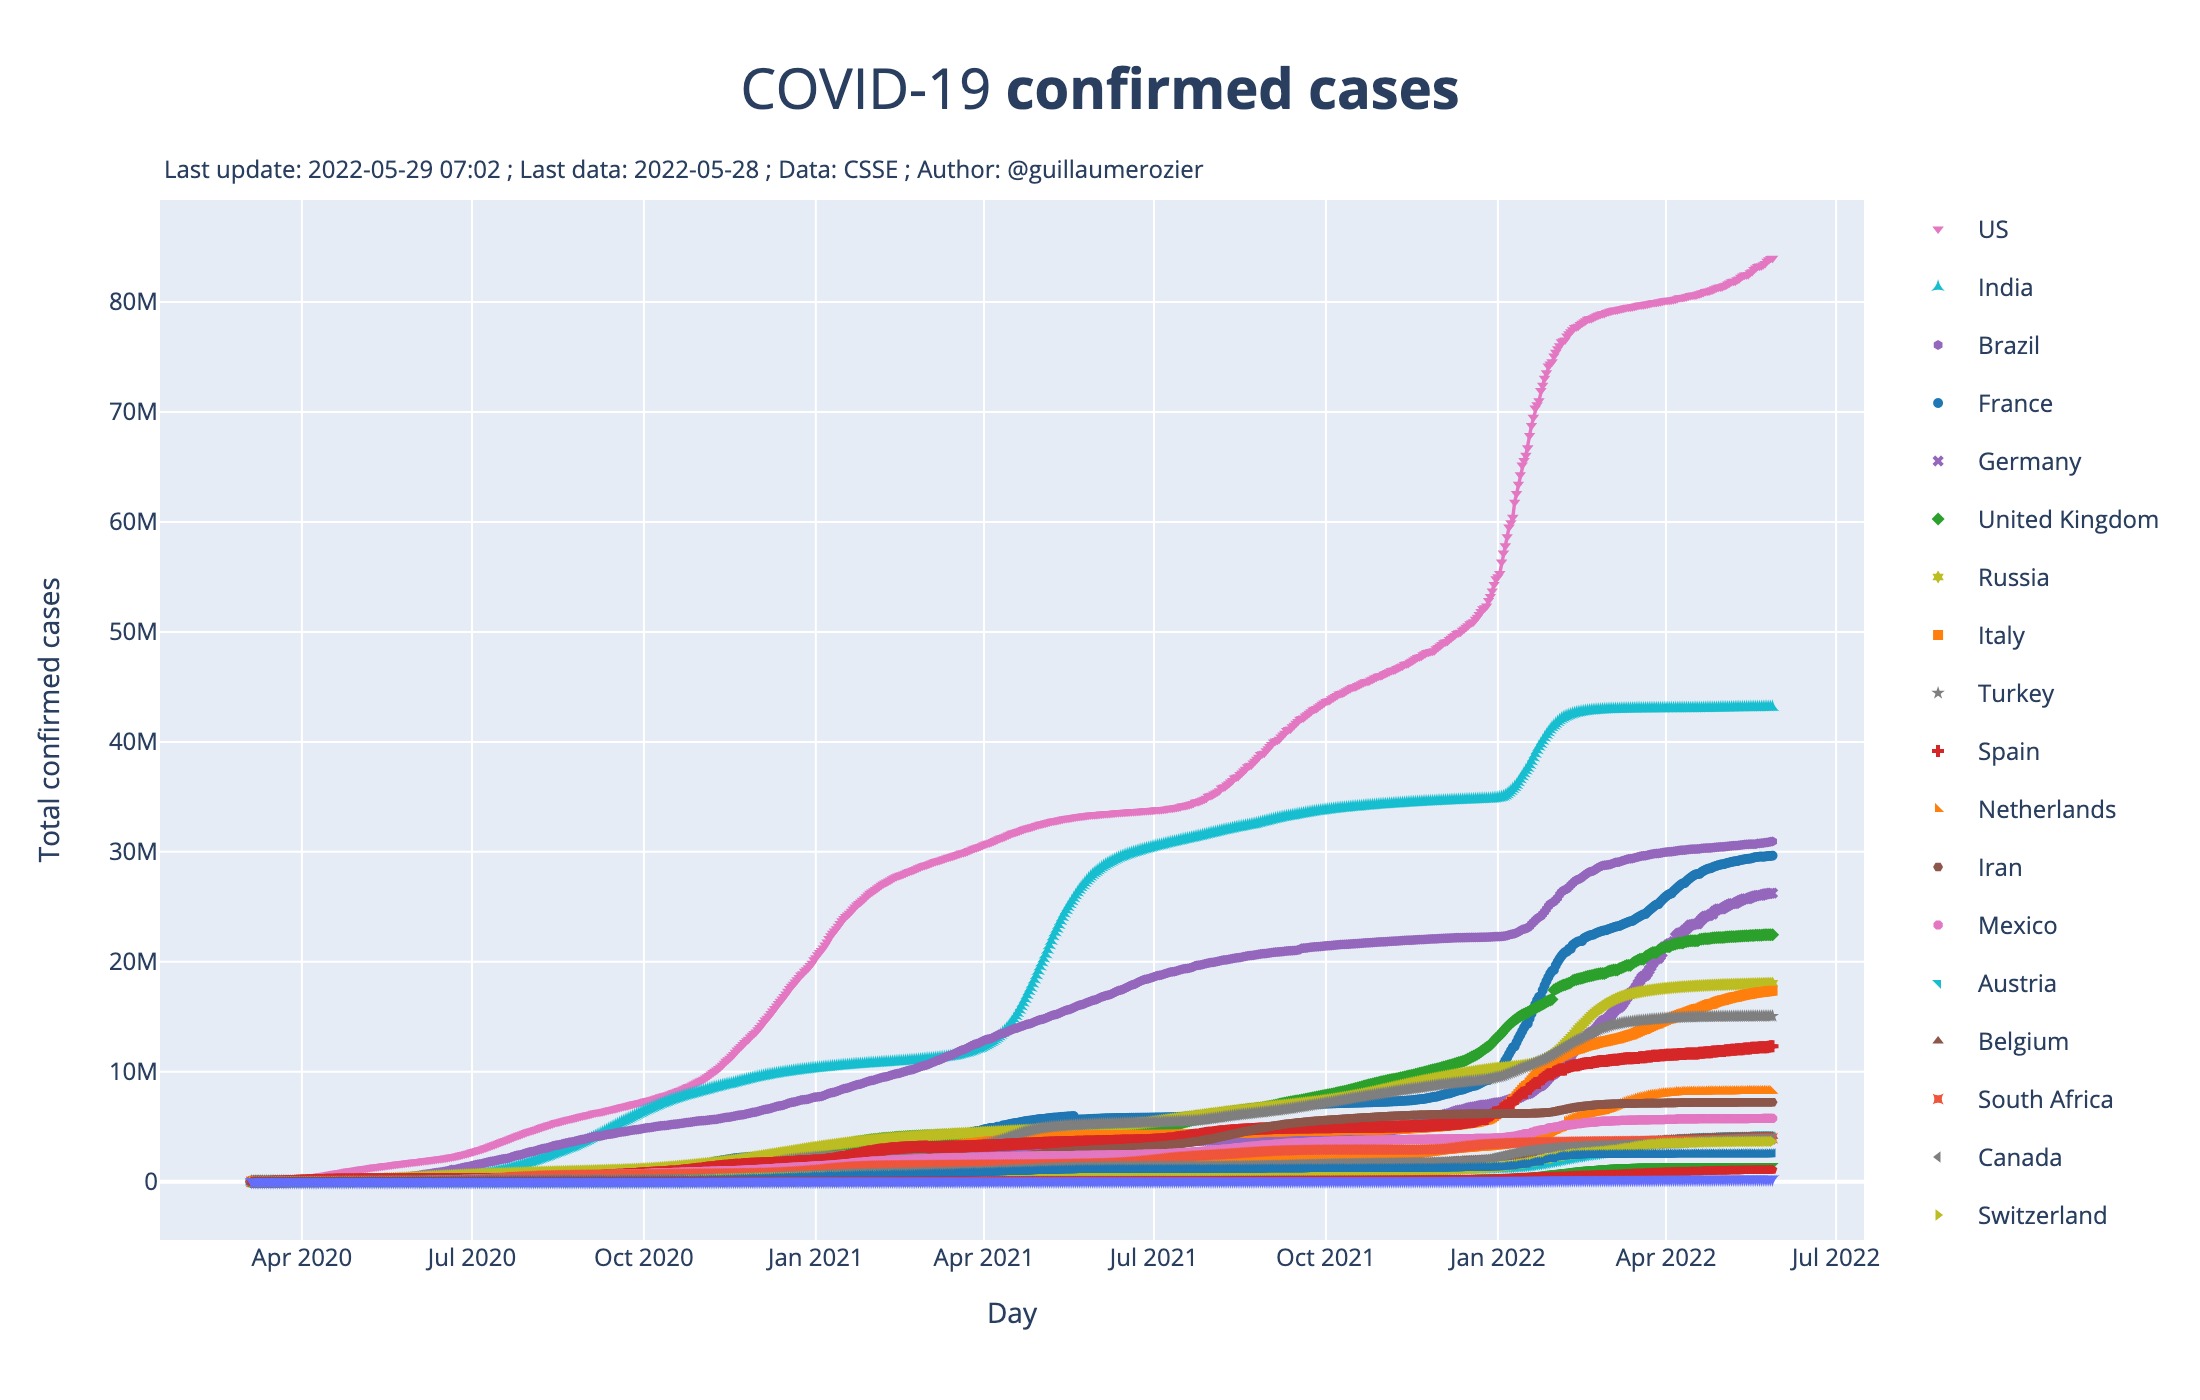 COVID-19 confirmed cases
Last update: 2022-05-29 07:02 ; Last data: 2022-05-28 ; Data: CSSE ; Author: @guillaumerozier
Total confirmed cases
80M
70M
60M
50M
40M
30M
20M
10M
0
Apr 2020
Jul 2020
Oct 2020
Jan 2021
Apr 2021
Jul 2021
Oct 2021
Jan 2022
Apr 2022
Jul 2022
Day
US
India
Brazil
France
Germany
United Kingdom
Russia
Italy
Turkey
Spain
Netherlands
Iran
Mexico
Austria
Belgium
South Africa
Canada
Switzerland